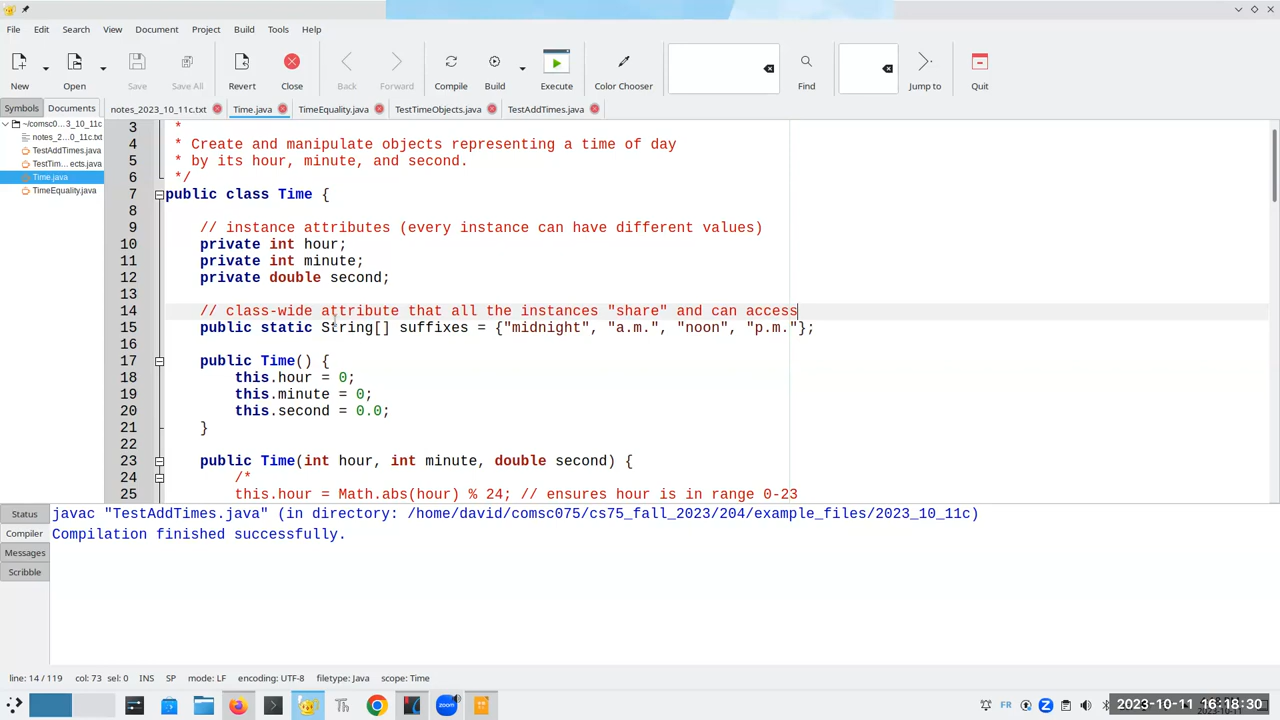 File Edit Search View Document Project Build Tools Help
New Open Save Save All Revert Close Back Forward Compile Build Execute Color Chooser Find Jump to Quit
Symbols Documents notes_2023_10_11c.txt Time.java TimeEquality.java TestTimeObjects.java TestAddTimes.java
~/comsc0...3_10_11c
notes_2...0_11c.txt
TestAddTimes.java
TestTim...ects.java
Time.java
TimeEquality.java
3 *
4 * Create and manipulate objects representing a time of day
5 * by its hour, minute, and second.
6 */
7 public class Time {
8
9 // instance attributes (every instance can have different values)
10 private int hour;
11 private int minute;
12 private double second;
13
14 // class-wide attribute that all the instances "share" and can access
15 public static String[] suffixes = {"midnight", "a.m.", "noon", "p.m."};
16
17 public Time() {
18 this.hour = 0;
19 this.minute = 0;
20 this.second = 0.0;
21 }
22
23 public Time(int hour, int minute, double second) {
24 /*
25 this.hour = Math.abs(hour) % 24; // ensures hour is in range 0-23
Status
Compiler
Messages
Scribble
javac "TestAddTimes.java" (in directory: /home/david/comsc075/cs75_fall_2023/204/example_files/2023_10_11c)
Compilation finished successfully.
line: 14 / 119 col: 73 sel: 0 INS SP mode: LF encoding: UTF-8 filetype: Java scope: Time
Th zoom FR 2023-10-11 16:18:30